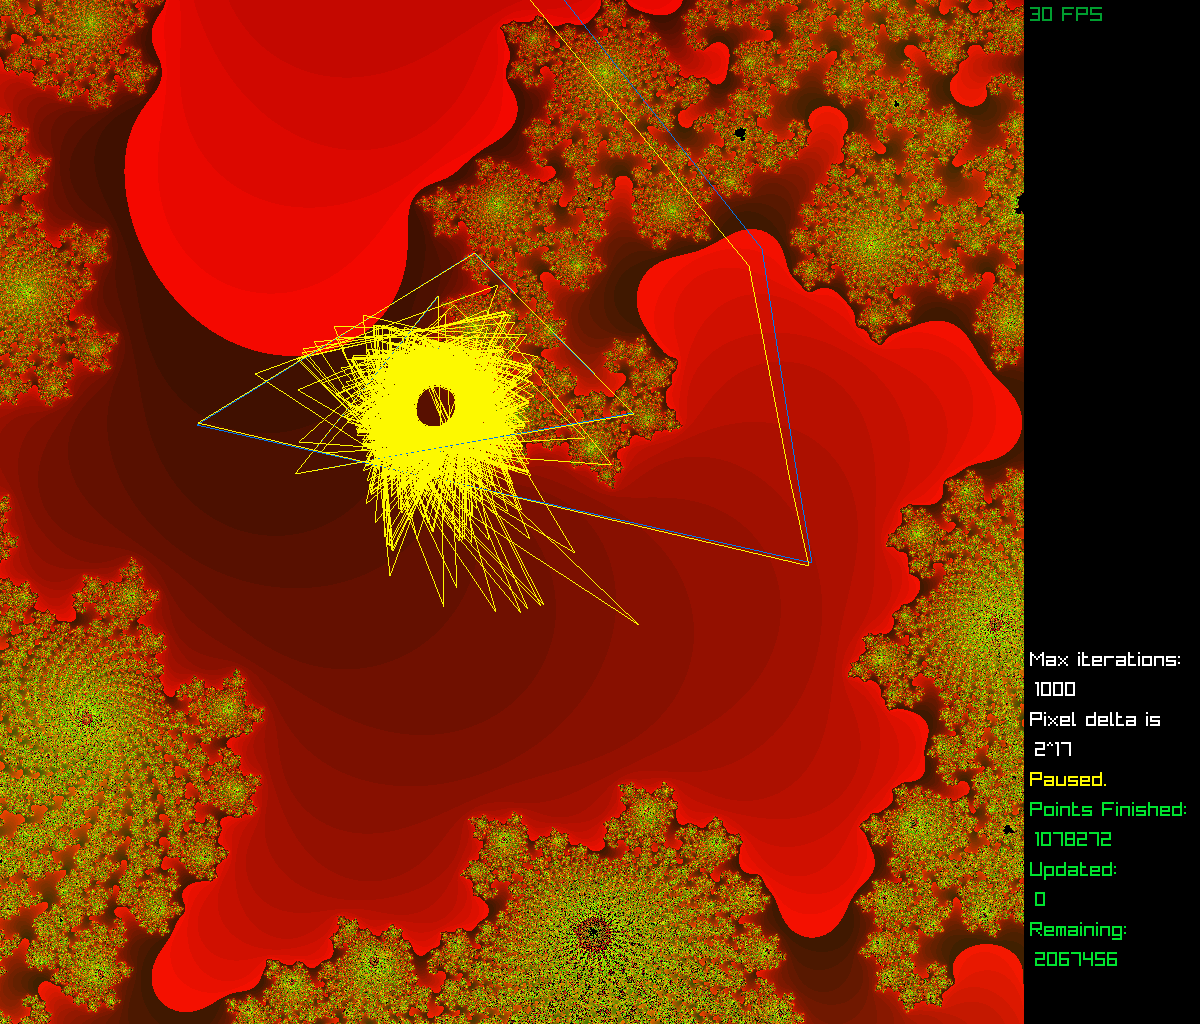 30 FPS
Max iterations:
1000
Pixel delta is
2^17
Paused.
Points Finished:
1078272
Updated:
0
Remaining:
2067456